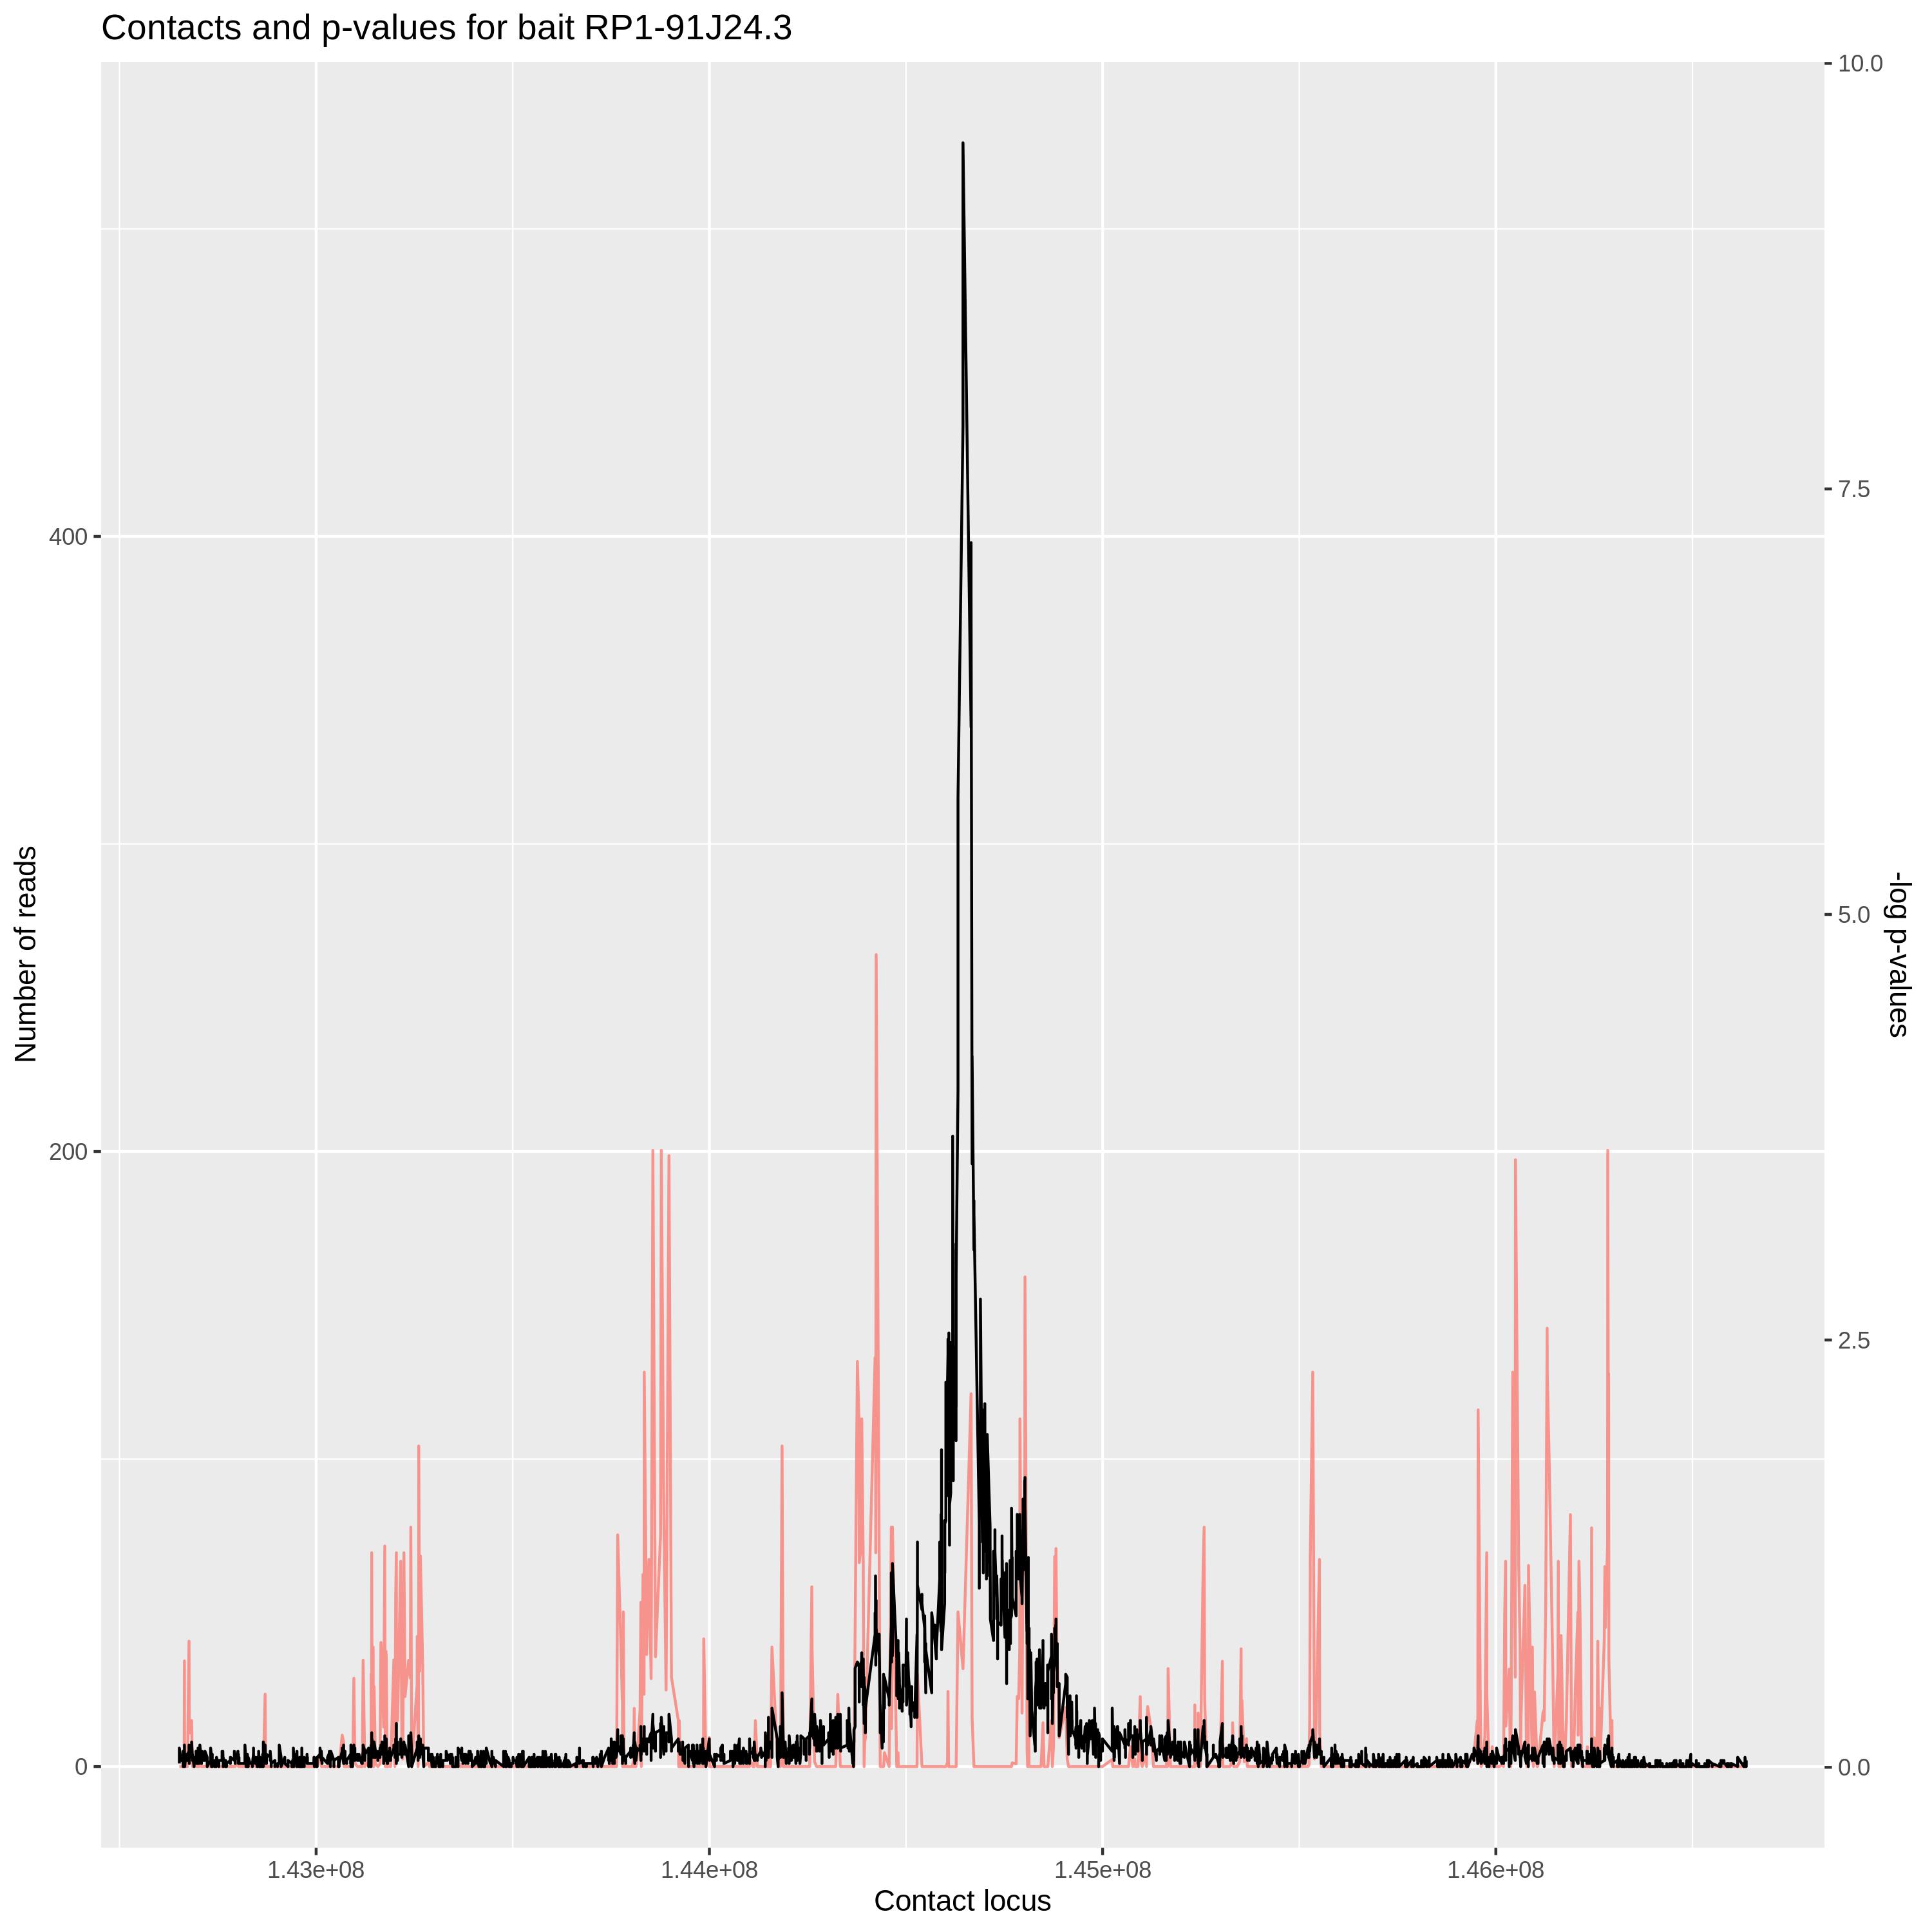 Contacts and p-values for bait RP1-91J24.3
10.0
7.5
400
5.0
Number of reads
-log p-values
200
2.5
0
0.0
1.43e+08 1.44e+08 1.45e+08 1.46e+08
Contact locus